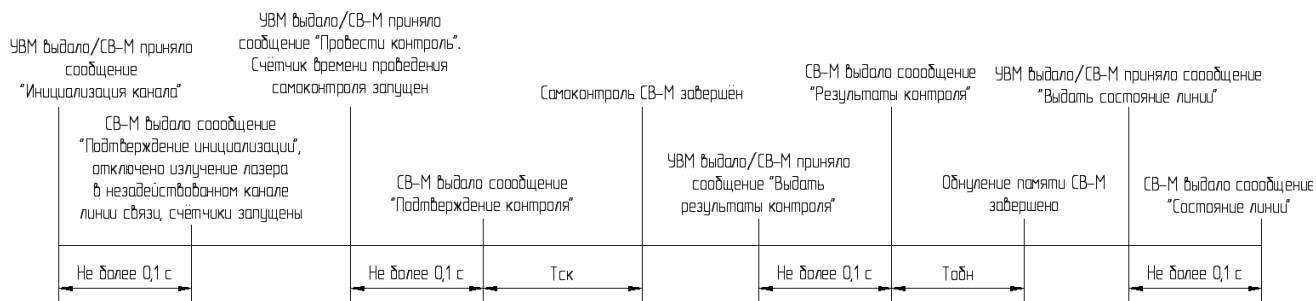 УВМ выдало/СВ-М приняло
сообщение
"Инициализация канала"
СВ-М выдало соообщение
"Подтверждение инициализации",
отключено излучение лазера
в незадействованном канале
линии связи, счётчики запущены
УВМ выдало/СВ-М приняло
сообщение "Провести контроль".
Счётчик времени проведения
самоконтроля запущен
СВ-М выдало соообщение
"Подтверждение контроля"
Самоконтроль СВ-М завершён
УВМ выдало/СВ-М приняло
сообщение "Выдать
результаты контроля"
СВ-М выдало соообщение
"Результаты контроля"
Обнуление памяти СВ-М
завершено
УВМ выдало/СВ-М приняло сообщение
"Выдать состояние линии"
СВ-М выдало соообщение
"Состояние линии"
Не более 0,1 с
Не более 0,1 с
Тск
Не более 0,1 с
Тобн
Не более 0,1 с